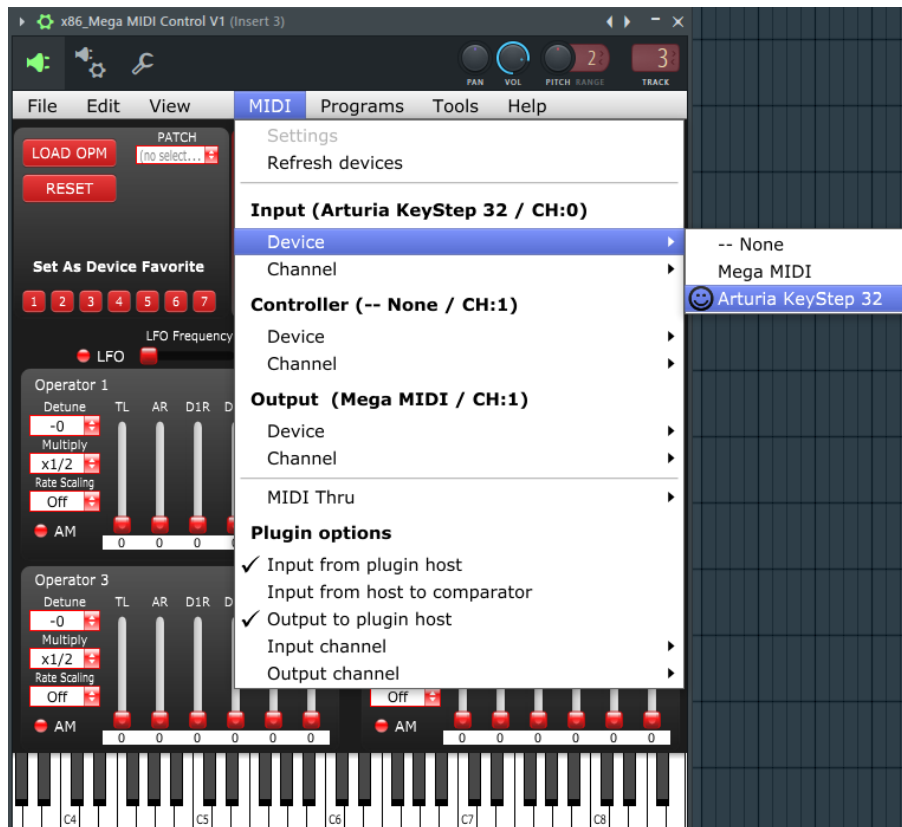 x86_Mega MIDI Control V1 (Insert 3)
2
3
PAN VOL PITCH RANGE TRACK
File Edit View MIDI Programs Tools Help
LOAD OPM
PATCH
(no select...
RESET
Set As Device Favorite
1 2 3 4 5 6 7
LFO Frequency
LFO
Operator 1
Detune TL AR D1R D
-0
Multiply
x1/2
Rate Scaling
Off
AM
0 0 0
Operator 3
Detune TL AR D1R D
-0
Multiply
x1/2
Rate Scaling
Off
AM
0 0 0 0 0 0
Settings
Refresh devices
Input (Arturia KeyStep 32 / CH:0)
Device
Channel
Controller (-- None / CH:1)
Device
Channel
Output (Mega MIDI / CH:1)
Device
Channel
MIDI Thru
Plugin options
Input from plugin host
Input from host to comparator
Output to plugin host
Input channel
Output channel
-- None
Mega MIDI
Arturia KeyStep 32
Off
AM
0 0 0 0 0 0
C4 C5 C6 C7 C8